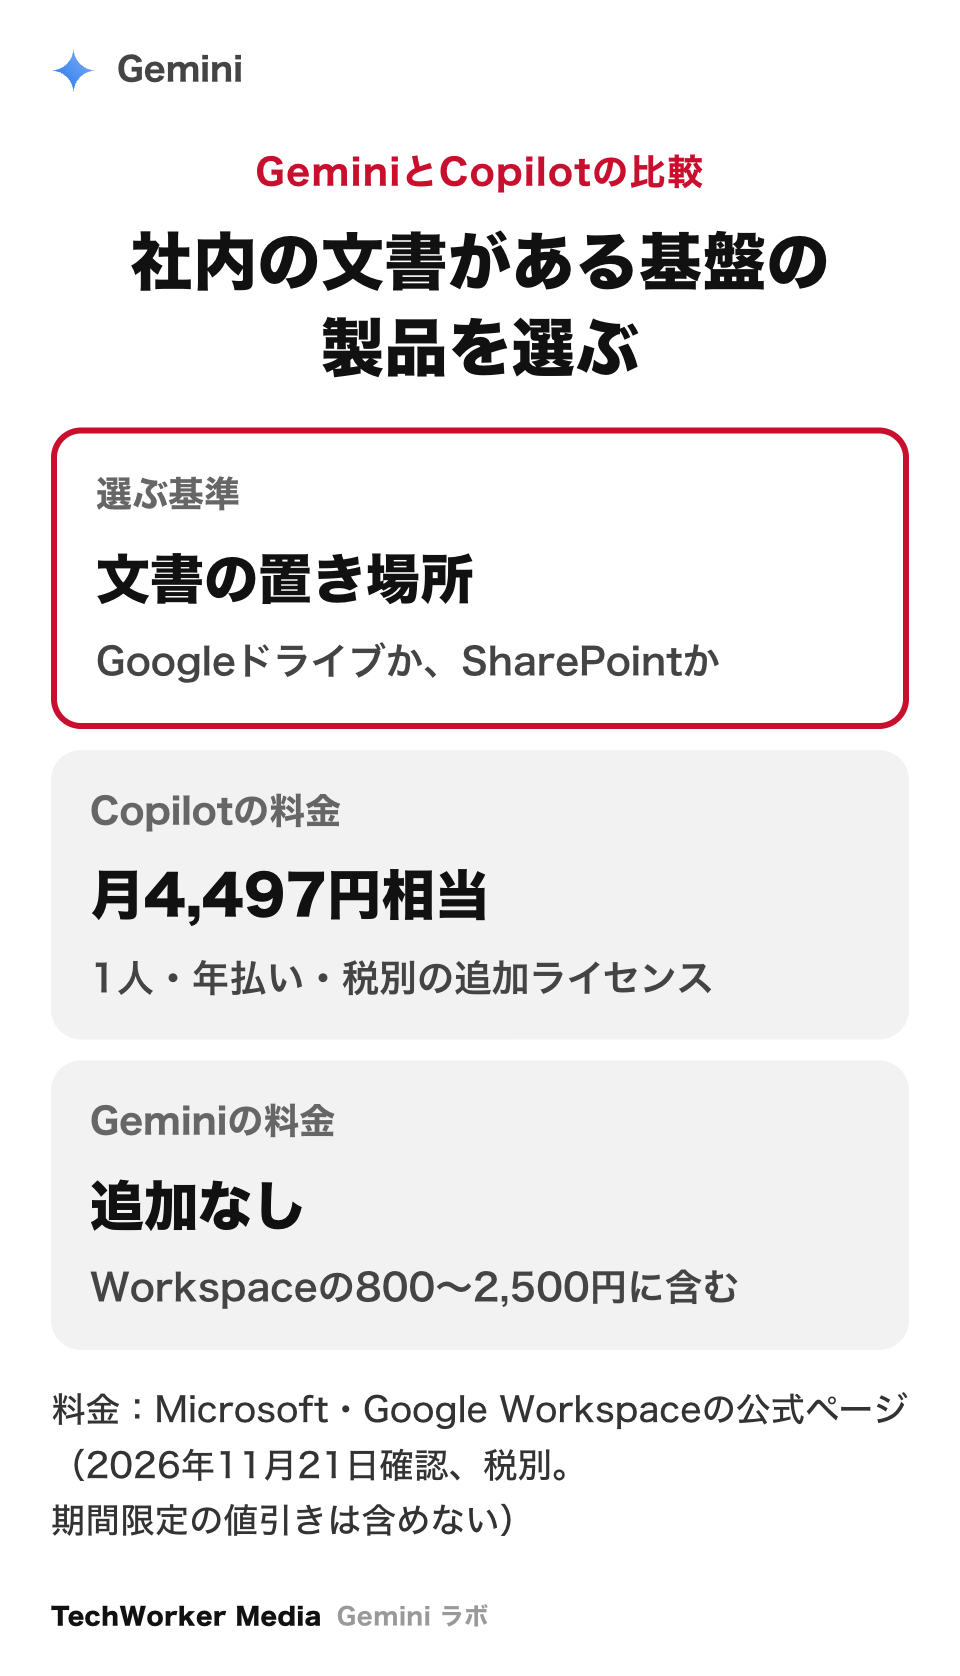 Gemini
GeminiとCopilotの比較
社内の文書がある基盤の
製品を選ぶ
選ぶ基準
文書の置き場所
Googleドライブか、SharePointか
Copilotの料金
月4,497円相当
1人・年払い・税別の追加ライセンス
Geminiの料金
追加なし
Workspaceの800〜2,500円に含む
料金：Microsoft・Google Workspaceの公式ページ
（2026年11月21日確認、税別。
期間限定の値引きは含めない）
TechWorker Media Gemini ラボ